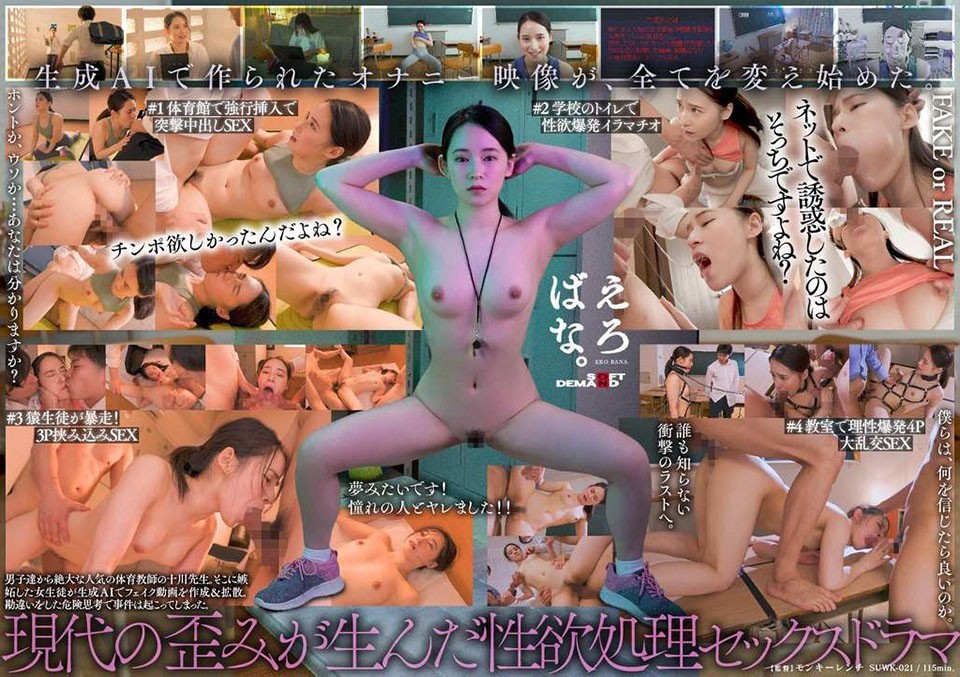 生成AIで作られたオナニー映像が、全てを変え始めた。
ホントか、ウソか…あなたは分かりますか?
#1 体育館で強行挿入で
突撃中出しSEX
チンポ欲しかったんだよね?
#2 学校のトイレで
性欲爆発イラマチオ
ネットで誘惑したのは
そっちですよね?
FAKE or REAL
えろ
ばな。
ERO BANA.
SOFT
DEMAND
#3 猿生徒が暴走!
3P挟み込みSEX
夢みたいです!
憧れの人とヤレました!!
#4 教室で理性爆発4P
大乱交SEX
誰も知らない
衝撃のラストへ。
僕らは、何を信じたら良いのか。
男子達から絶大な人気の体育教師の十川先生。そこに嫉
妬した女生徒が生成AIでフェイク動画を作成&拡散。
勘違いをした危険思考で事件は起こってしまった。
現代の歪みが生んだ性欲処理セックスドラマ
【監督】モンキーレンチ SUWK-021 / 115min.